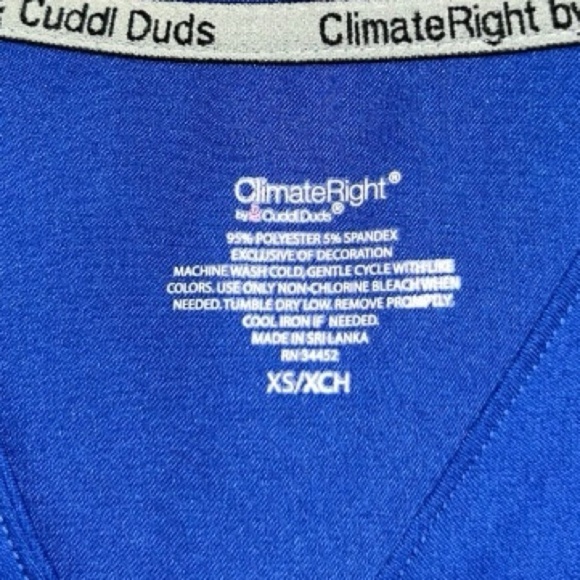 Cuddl Duds ClimateRight by
ClimateRight®
by Cuddl Duds®
95% POLYESTER 5% SPANDEX
EXCLUSIVE OF DECORATION
MACHINE WASH COLD, GENTLE CYCLE WITH LIKE
COLORS. USE ONLY NON-CHLORINE BLEACH WHEN
NEEDED. TUMBLE DRY LOW. REMOVE PROMPTLY.
COOL IRON IF NEEDED.
MADE IN SRI LANKA
RN 34452
XS/XCH